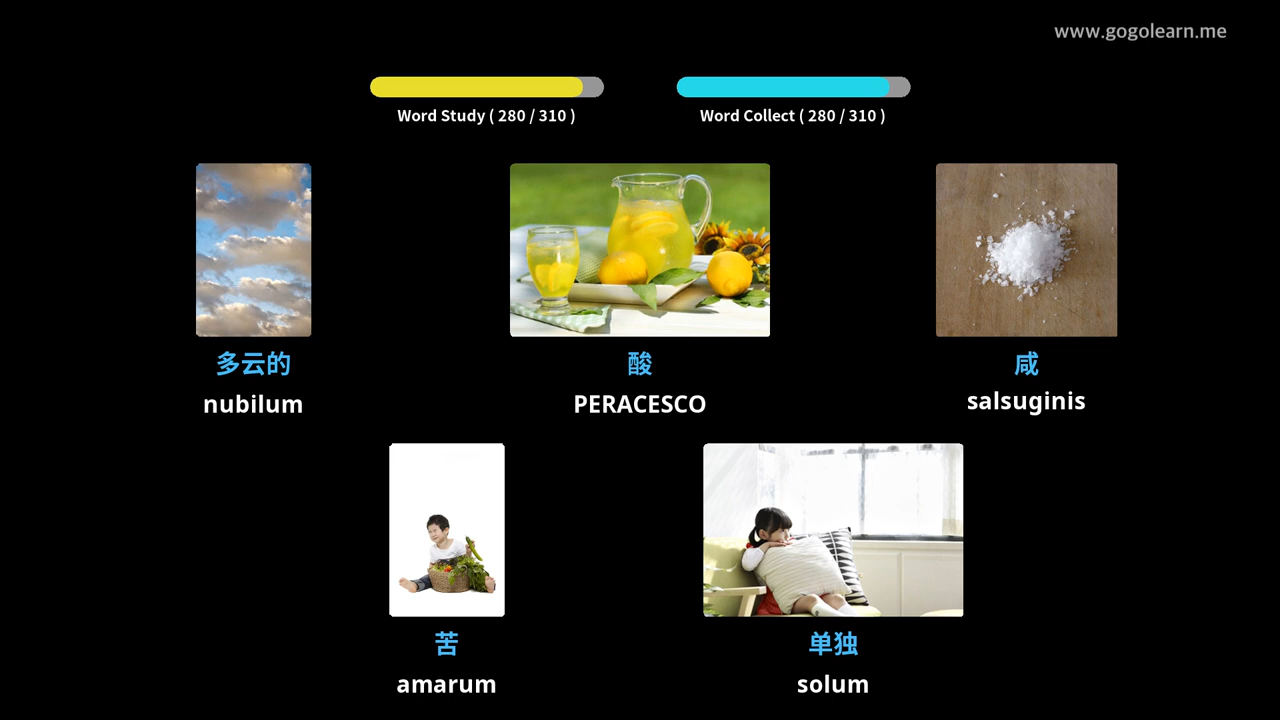 www.gogolearn.me
Word Study ( 280 / 310 )
Word Collect ( 280 / 310 )
多云的
nubilum
酸
PERACESCO
咸
salsuginis
苦
amarum
单独
solum